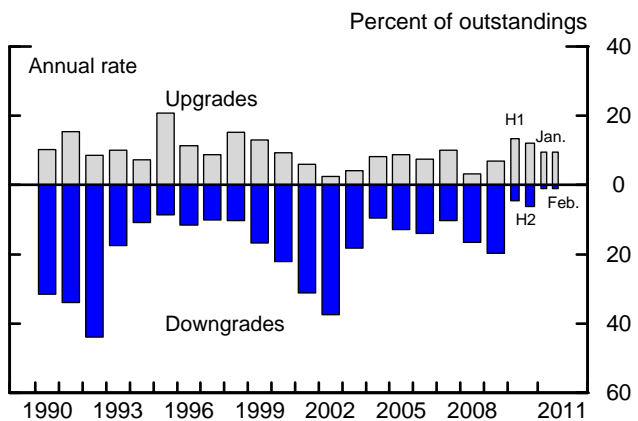 Percent of outstandings
40
Annual rate
Upgrades
H1
20
Jan.
0
Feb.
H2
20
Downgrades
40
60
1990 1993 1996 1999 2002 2005 2008 2011